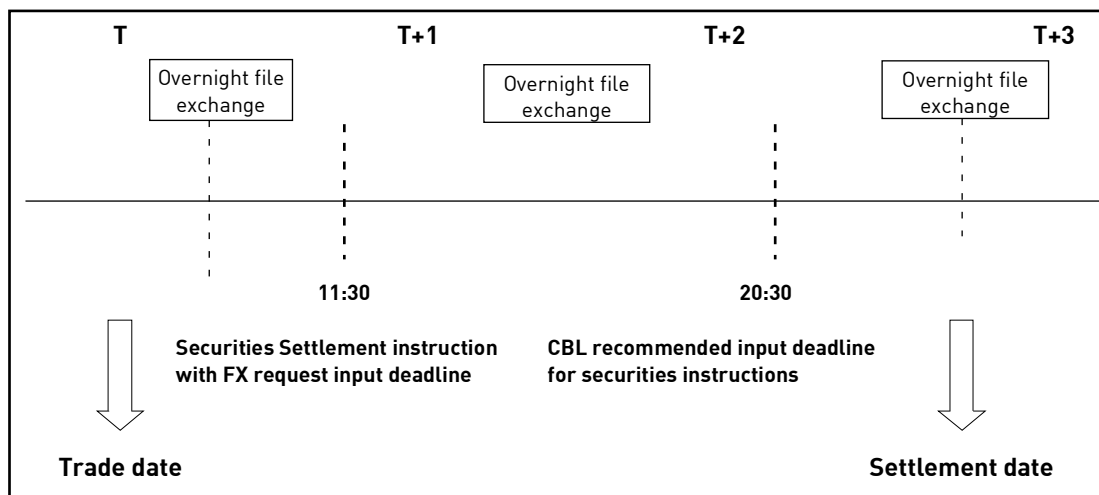 T
T+1
T+2
T+3
Overnight file
exchange
Overnight file
exchange
Overnight file
exchange
11:30
20:30
Securities Settlement instruction
with FX request input deadline
CBL recommended input deadline
for securities instructions
Trade date
Settlement date